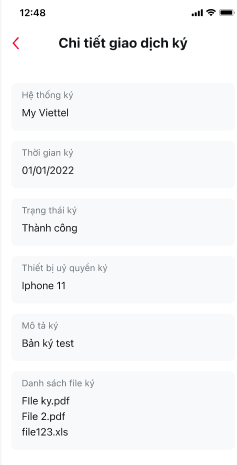 12:48
Chi tiết giao dịch ký
Hệ thống ký
My Viettel
Thời gian ký
01/01/2022
Trạng thái ký
Thành công
Thiết bị uỷ quyền ký
Iphone 11
Mô tả ký
Bản ký test
Danh sách file ký
FIle ky.pdf
File 2.pdf
file123.xls